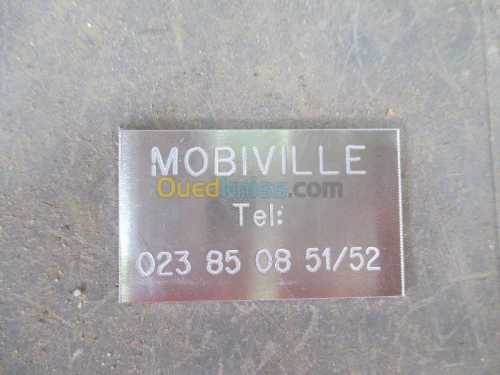 MOBIVILLE
Ouedkniss.com
Tel:
023 85 08 51/52